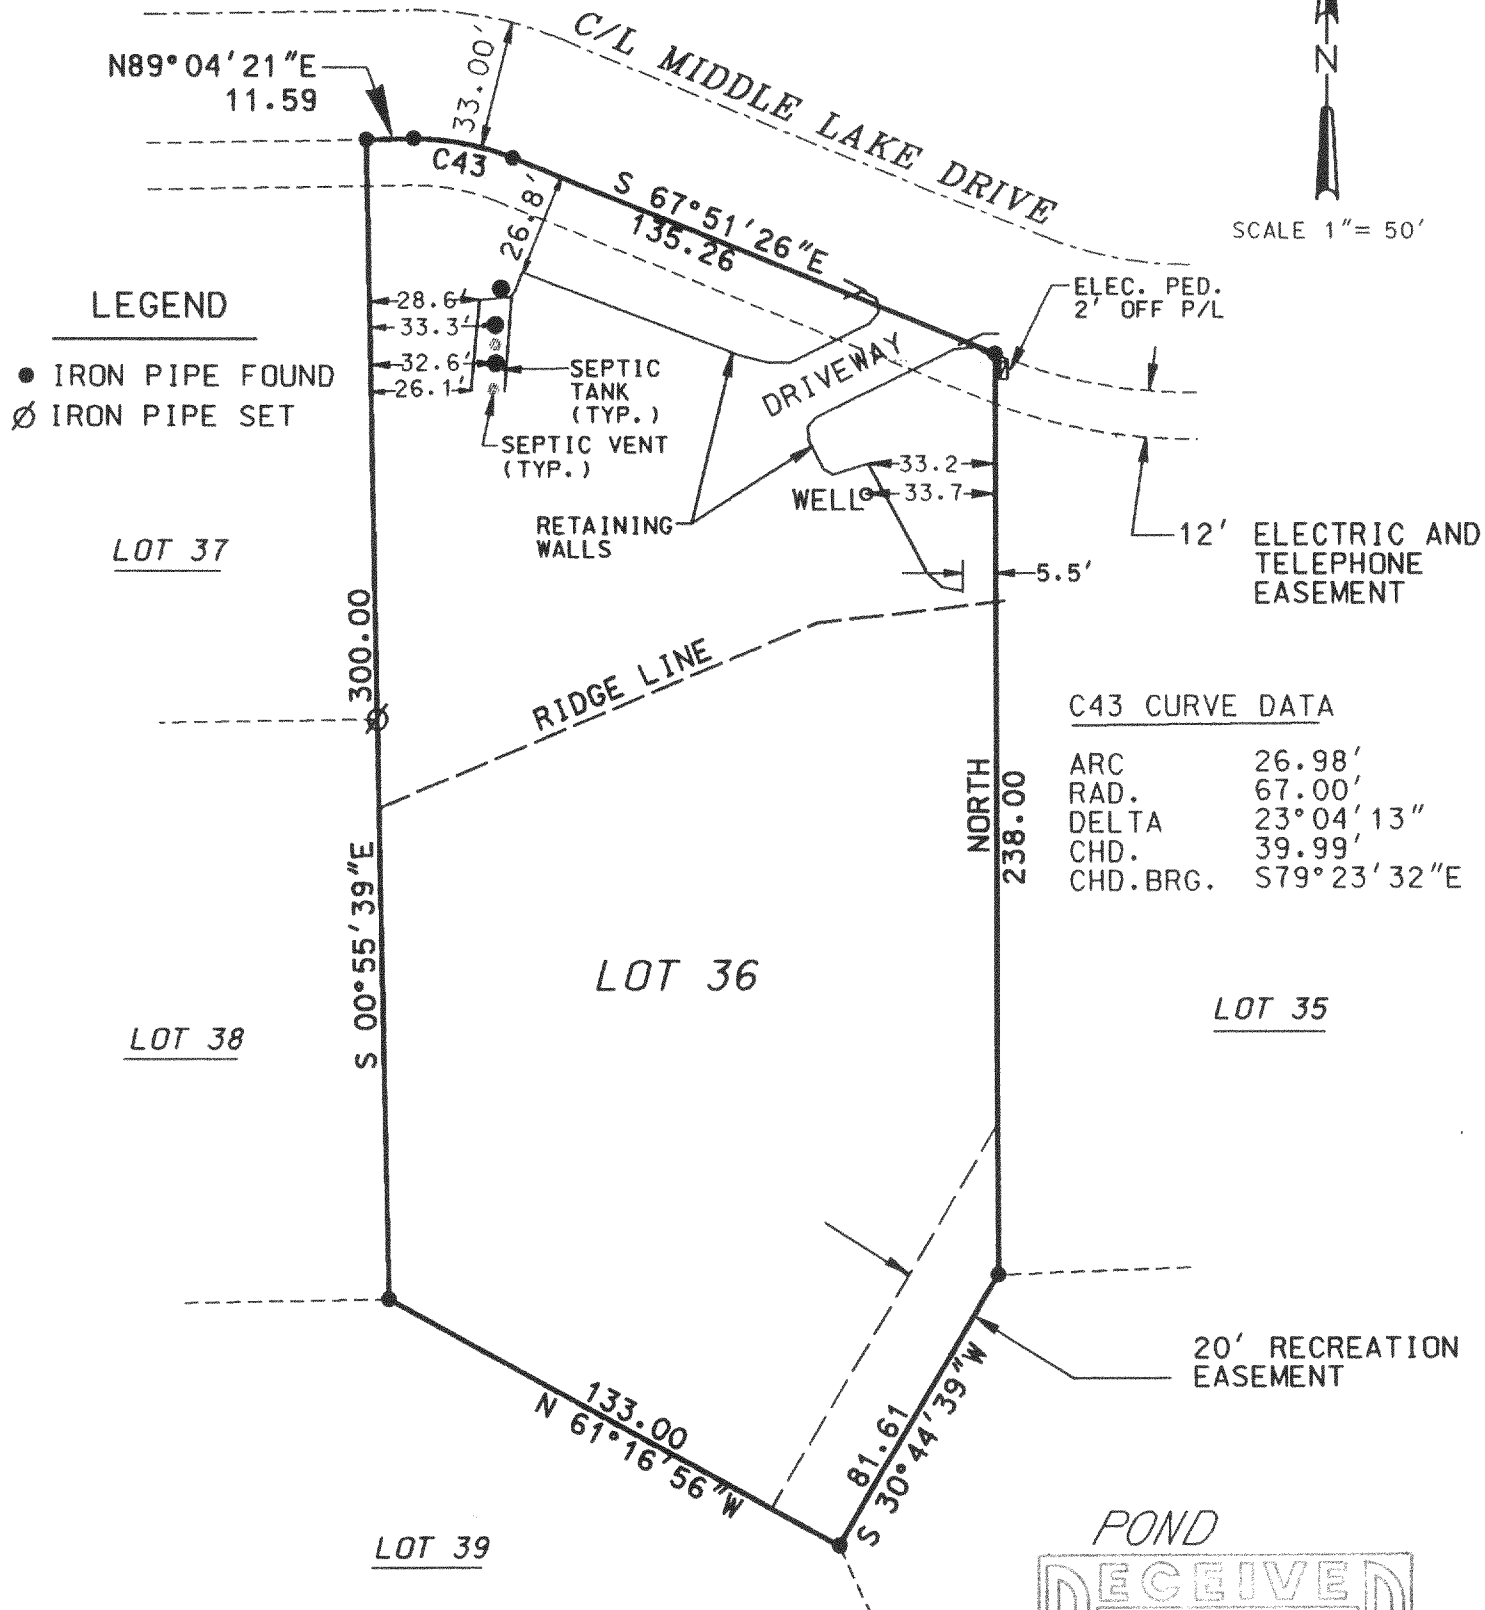 C/L MIDDLE LAKE DRIVE
N
SCALE 1"= 50'
N89°04'21"E
11.59
33.00'
C43
S 67°51'26"E
135.26
26.8'
ELEC. PED.
2' OFF P/L
LEGEND
IRON PIPE FOUND
Ø IRON PIPE SET
28.6'
33.3'
32.6'
26.1'
SEPTIC
TANK
(TYP.)
SEPTIC VENT
(TYP.)
DRIVEWAY
33.2
WELL
33.7
RETAINING
WALLS
12' ELECTRIC AND
TELEPHONE
EASEMENT
5.5'
LOT 37
300.00
S 00°55'39"E
RIDGE LINE
NORTH
238.00
C43 CURVE DATA
ARC 26.98'
RAD. 67.00'
DELTA 23°04'13"
CHD. 39.99'
CHD.BRG. S79°23'32"E
LOT 36
LOT 35
LOT 38
20' RECREATION
EASEMENT
133.00
N 61°16'56"W
81.61
S 30°44'39"W
LOT 39
POND
RECEIVED